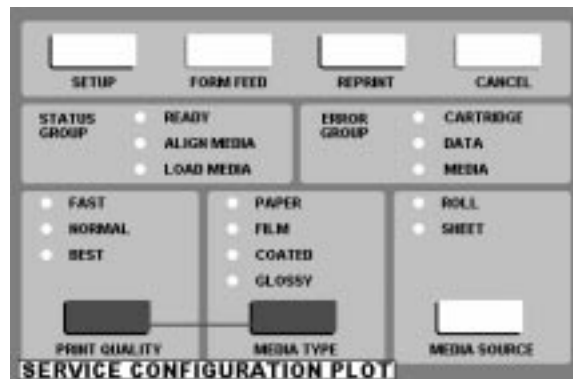 SETUP FORM FEED REPRINT CANCEL
STATUS GROUP
READY
ALIGN MEDIA
LOAD MEDIA
ERROR GROUP
CARTRIDGE
DATA
MEDIA
FAST
NORMAL
BEST
PAPER
FILM
COATED
GLOSSY
ROLL
SHEET
PRINT QUALITY MEDIA TYPE MEDIA SOURCE
SERVICE CONFIGURATION PLOT